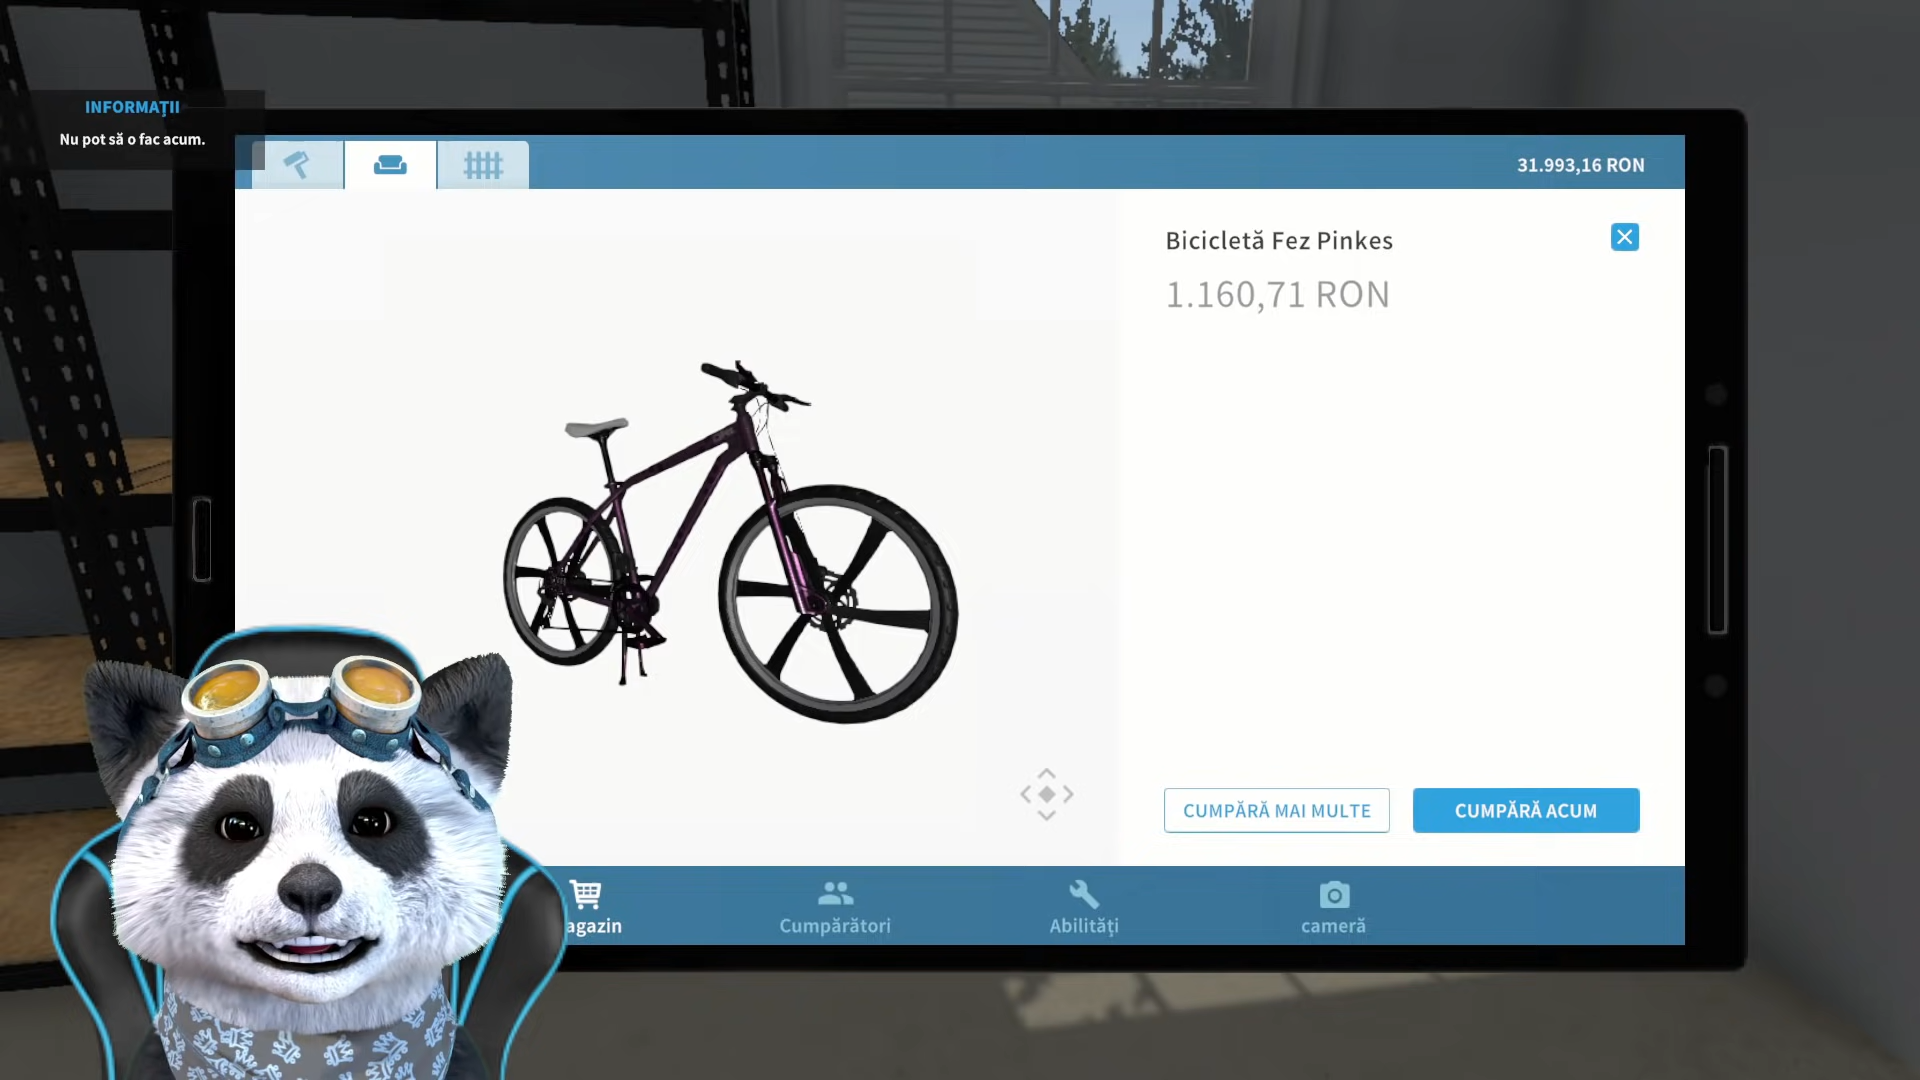 INFORMAȚII
Nu pot să o fac acum.
31.993,16 RON
Bicicletă Fez Pinkes
1.160,71 RON
CUMPĂRĂ MAI MULTE
CUMPĂRĂ ACUM
agazin
Cumpărători
Abilități
cameră